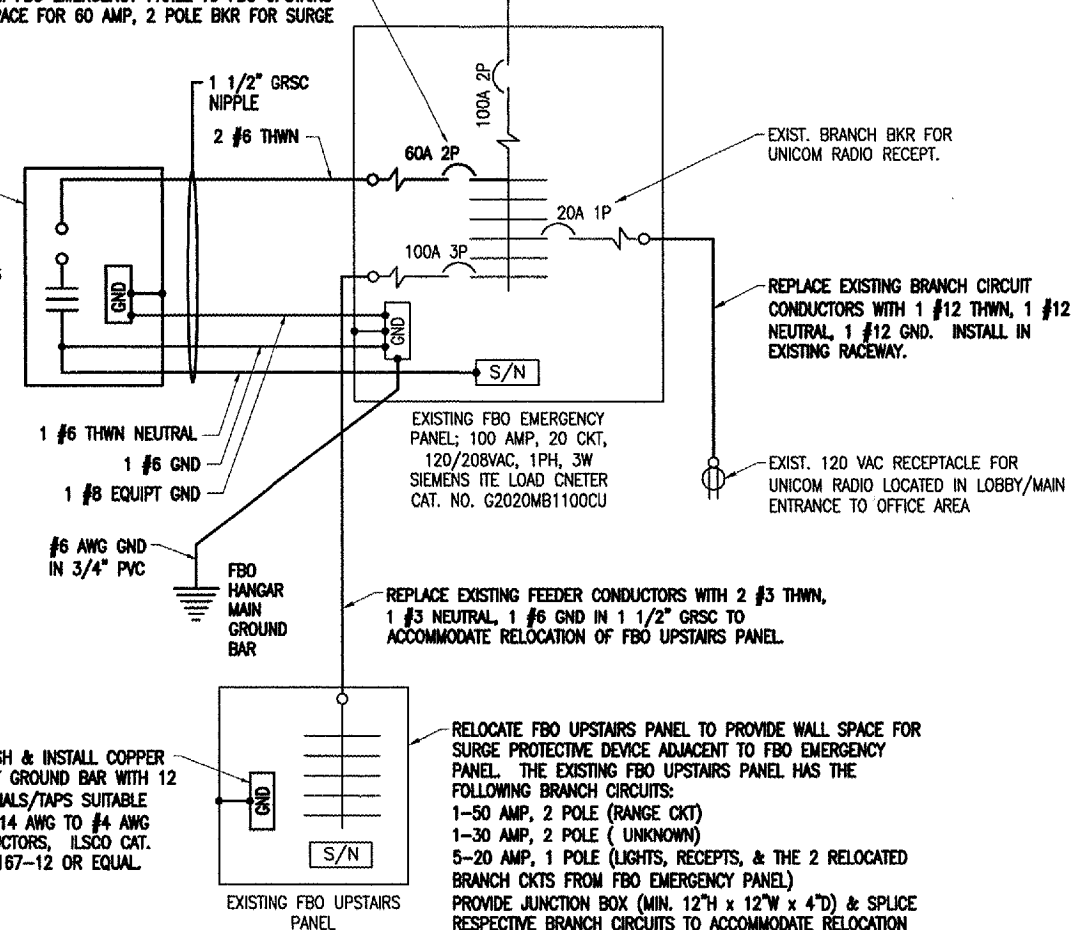 PACE FOR 60 AMP, 2 POLE BKR FOR SURGE
1 1/2" GRSC
NIPPLE
2 #6 THWN
100A 2P
60A 2P
EXIST. BRANCH BKR FOR
UNICOM RADIO RECEPT.
20A 1P
100A 3P
GND
GND
S/N
REPLACE EXISTING BRANCH CIRCUIT
CONDUCTORS WITH 1 #12 THWN, 1 #12
NEUTRAL, 1 #12 GND. INSTALL IN
EXISTING RACEWAY.
1 #6 THWN NEUTRAL
1 #6 GND
1 #8 EQUIPT GND
EXISTING FBO EMERGENCY
PANEL; 100 AMP, 20 CKT,
120/208VAC, 1PH, 3W
SIEMENS ITE LOAD CNETER
CAT. NO. G2020MB1100CU
EXIST. 120 VAC RECEPTACLE FOR
UNICOM RADIO LOCATED IN LOBBY/MAIN
ENTRANCE TO OFFICE AREA
#6 AWG GND
IN 3/4" PVC
FBO
HANGAR
MAIN
GROUND
BAR
REPLACE EXISTING FEEDER CONDUCTORS WITH 2 #3 THWN,
1 #3 NEUTRAL, 1 #6 GND IN 1 1/2" GRSC TO
ACCOMMODATE RELOCATION OF FBO UPSTAIRS PANEL.
SH & INSTALL COPPER
GROUND BAR WITH 12
NALS/TAPS SUITABLE
14 AWG TO #4 AWG
UCTORS, ILSCO CAT.
167-12 OR EQUAL.
GND
S/N
EXISTING FBO UPSTAIRS
PANEL
RELOCATE FBO UPSTAIRS PANEL TO PROVIDE WALL SPACE FOR
SURGE PROTECTIVE DEVICE ADJACENT TO FBO EMERGENCY
PANEL. THE EXISTING FBO UPSTAIRS PANEL HAS THE
FOLLOWING BRANCH CIRCUITS:
1-50 AMP, 2 POLE (RANGE CKT)
1-30 AMP, 2 POLE ( UNKNOWN)
5-20 AMP, 1 POLE (LIGHTS, RECEPTS, & THE 2 RELOCATED
BRANCH CKTS FROM FBO EMERGENCY PANEL)
PROVIDE JUNCTION BOX (MIN. 12"H x 12"W x 4"D) & SPLICE
RESPECTIVE BRANCH CIRCUITS TO ACCOMMODATE RELOCATION